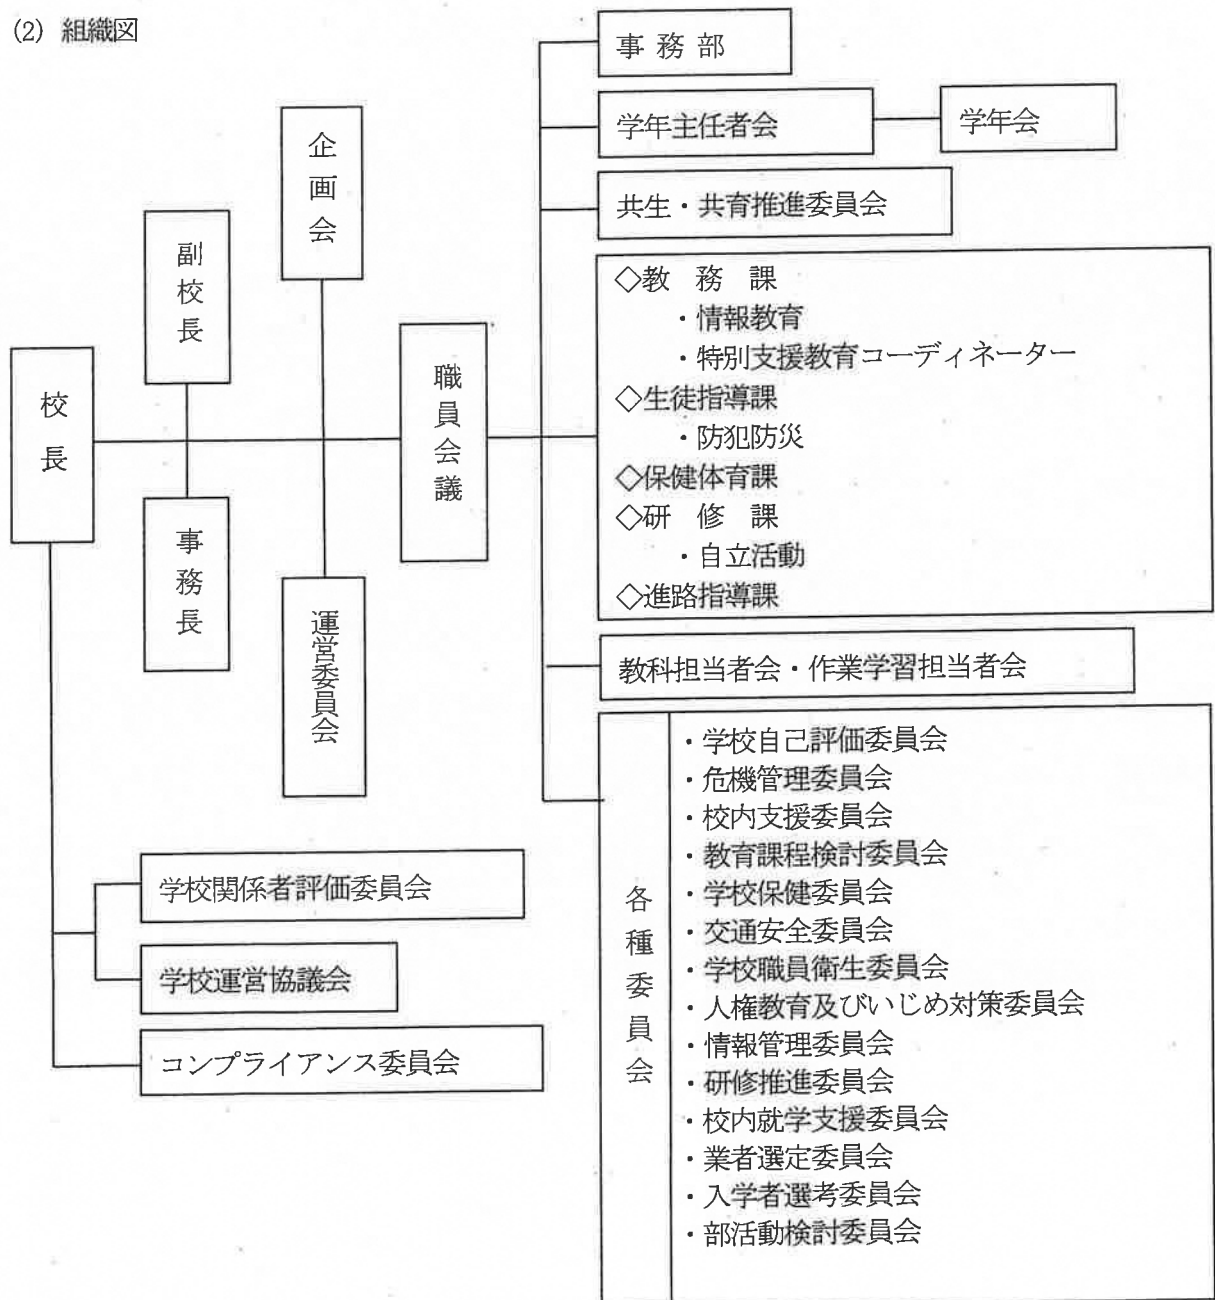 (2) 組織図
校長
副校長
事務長
企画会
運営委員会
職員会議
事 務 部
学年主任者会
学年会
共生・共育推進委員会
◇教　務　課
・情報教育
・特別支援教育コーディネーター
◇生徒指導課
・防犯防災
◇保健体育課
◇研　修　課
・自立活動
◇進路指導課
教科担当者会・作業学習担当者会
各種委員会
・学校自己評価委員会
・危機管理委員会
・校内支援委員会
・教育課程検討委員会
・学校保健委員会
・交通安全委員会
・学校職員衛生委員会
・人権教育及びいじめ対策委員会
・情報管理委員会
・研修推進委員会
・校内就学支援委員会
・業者選定委員会
・入学者選考委員会
・部活動検討委員会
学校関係者評価委員会
学校運営協議会
コンプライアンス委員会